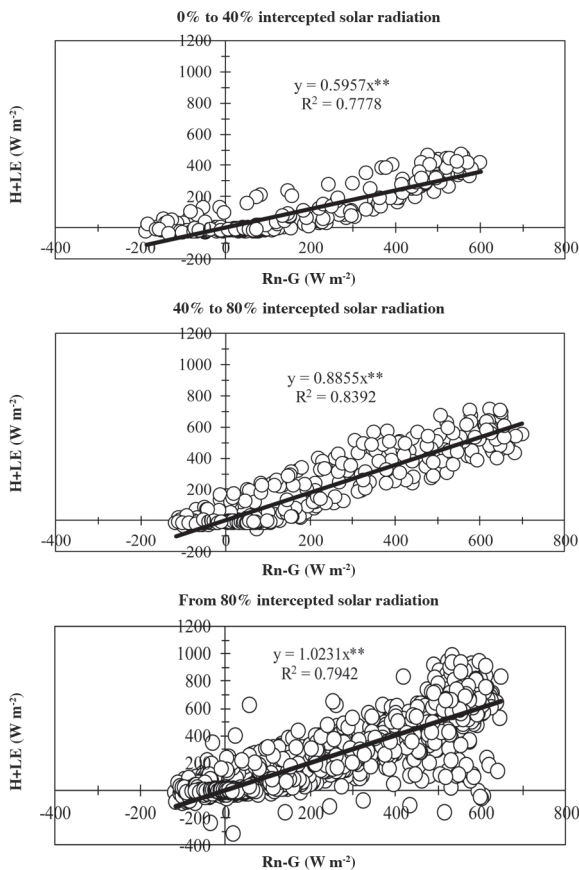 0% to 40% intercepted solar radiation
1200
1000
800
600
400
200
0
-200
-400
-200
200
400
600
800
y = 0.5957x**
R² = 0.7778
H+LE (W m⁻²)
Rn-G (W m⁻²)
40% to 80% intercepted solar radiation
1200
1000
800
600
400
200
0
-200
-400
-200
200
400
600
800
y = 0.8855x**
R² = 0.8392
H+LE (W m⁻²)
Rn-G (W m⁻²)
From 80% intercepted solar radiation
1200
1000
800
600
400
200
0
-200
-400
-400
-200
200
400
600
800
y = 1.0231x**
R² = 0.7942
H+LE (W m⁻²)
Rn-G (W m⁻²)